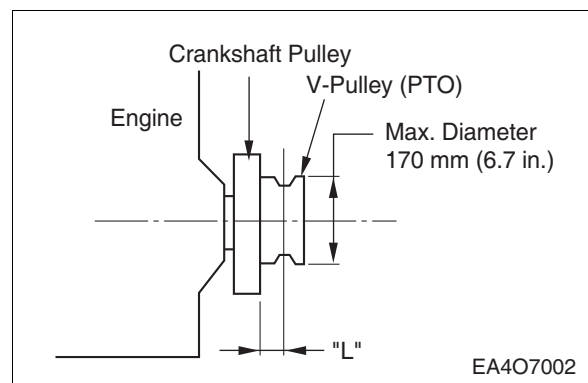 Crankshaft Pulley
V-Pulley (PTO)
Engine
Max. Diameter
170 mm (6.7 in.)
"L"
EA4O7002